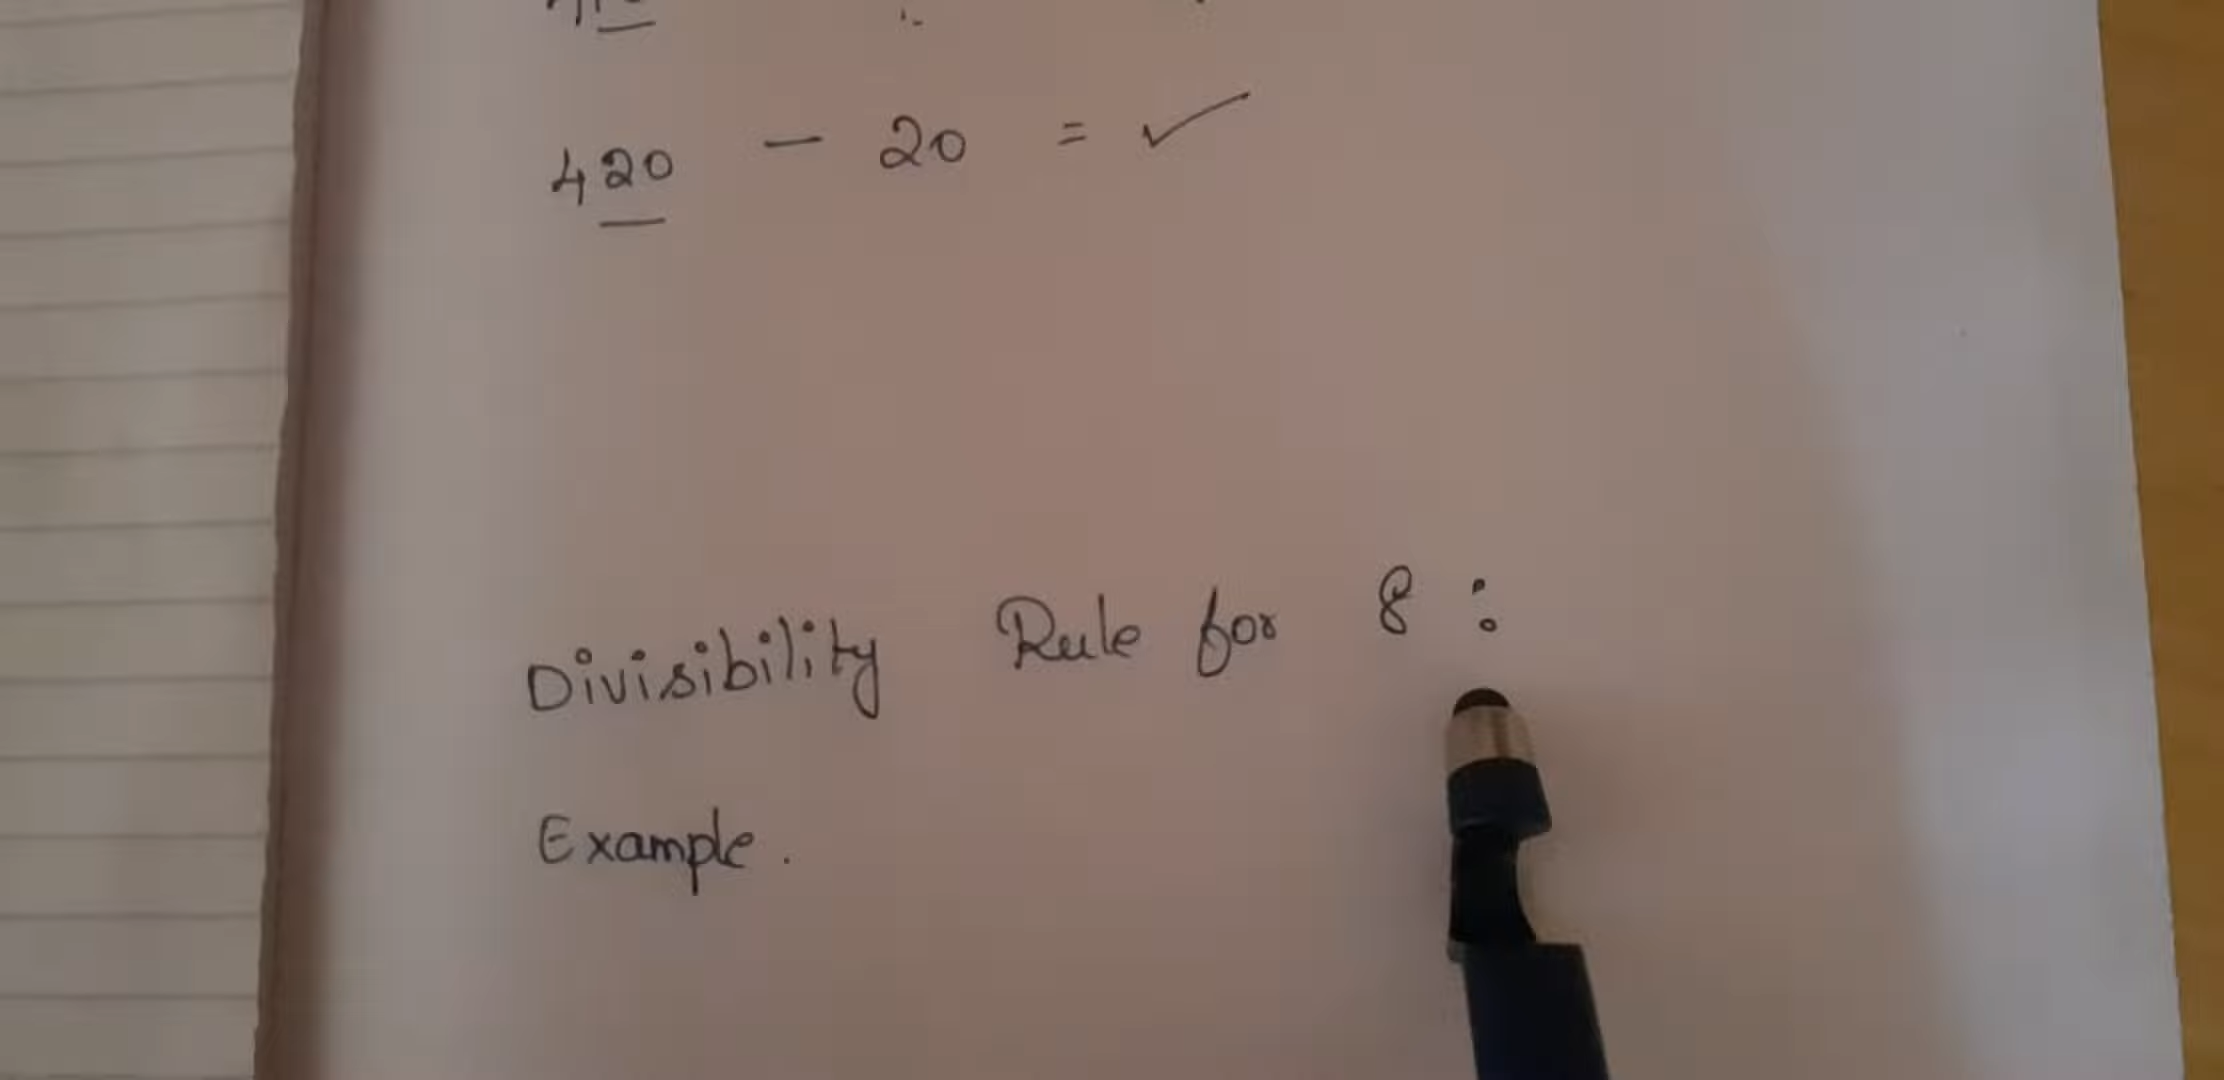 420 — 20 = ✓
Divisibility Rule for 8 :
Example.